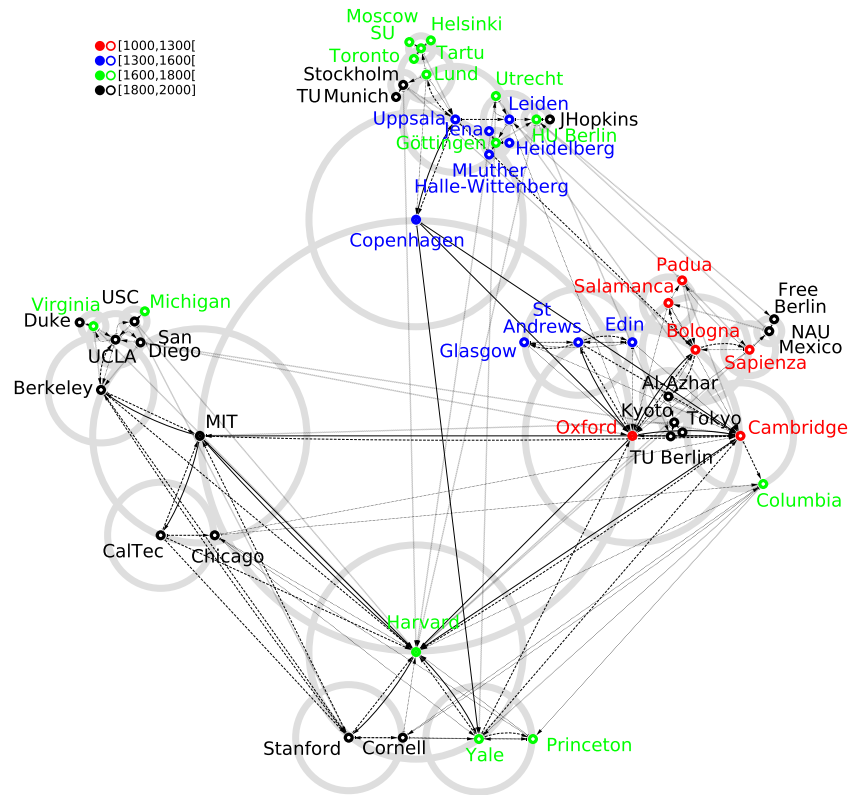 [1000,1300[
[1300,1600[
[1600,1800[
[1800,2000]
Moscow
SU
Helsinki
Toronto
Tartu
Stockholm
Lund
TU Munich
Utrecht
Uppsala
Leiden
Jena
JHopkins
HU Berlin
Göttingen
Heidelberg
MLuther
Halle-Wittenberg
Copenhagen
Padua
Salamanca
Free
Berlin
NAU
Mexico
Bologna
Sapienza
St
Andrews
Edin
Glasgow
Virginia
USC
Michigan
Duke
San
Diego
UCLA
Berkeley
Al-Azhar
Kyoto
Tokyo
MIT
Oxford
Cambridge
TU Berlin
Columbia
CalTec
Chicago
Harvard
Stanford
Cornell
Yale
Princeton